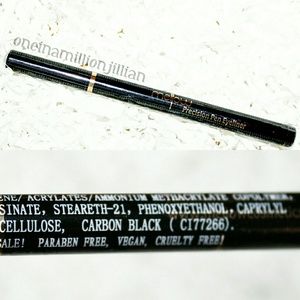 oneinamillionjillian
Precision Pen Eyeliner
ENE/ ACRYLATES/AMMONIUM METHACRYLATE COPOLYMER,
SINATE, STEARETH-21, PHENOXYETHANOL, CAPRYLYL
CELLULOSE, CARBON BLACK ( CI77266).
SALE! PARABEN FREE, VEGAN, CRUELTY FREE!